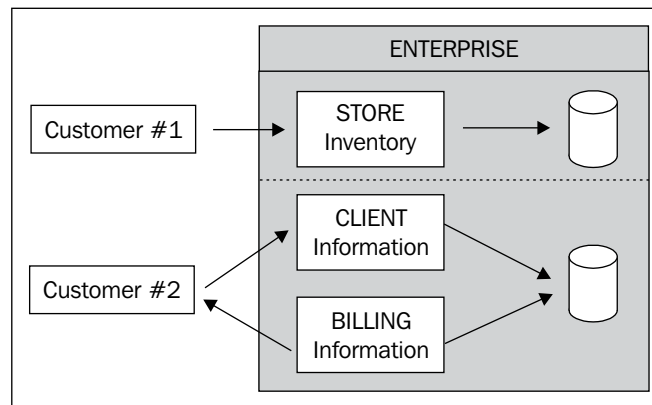 ENTERPRISE
Customer #1
STORE
Inventory
CLIENT
Information
Customer #2
BILLING
Information